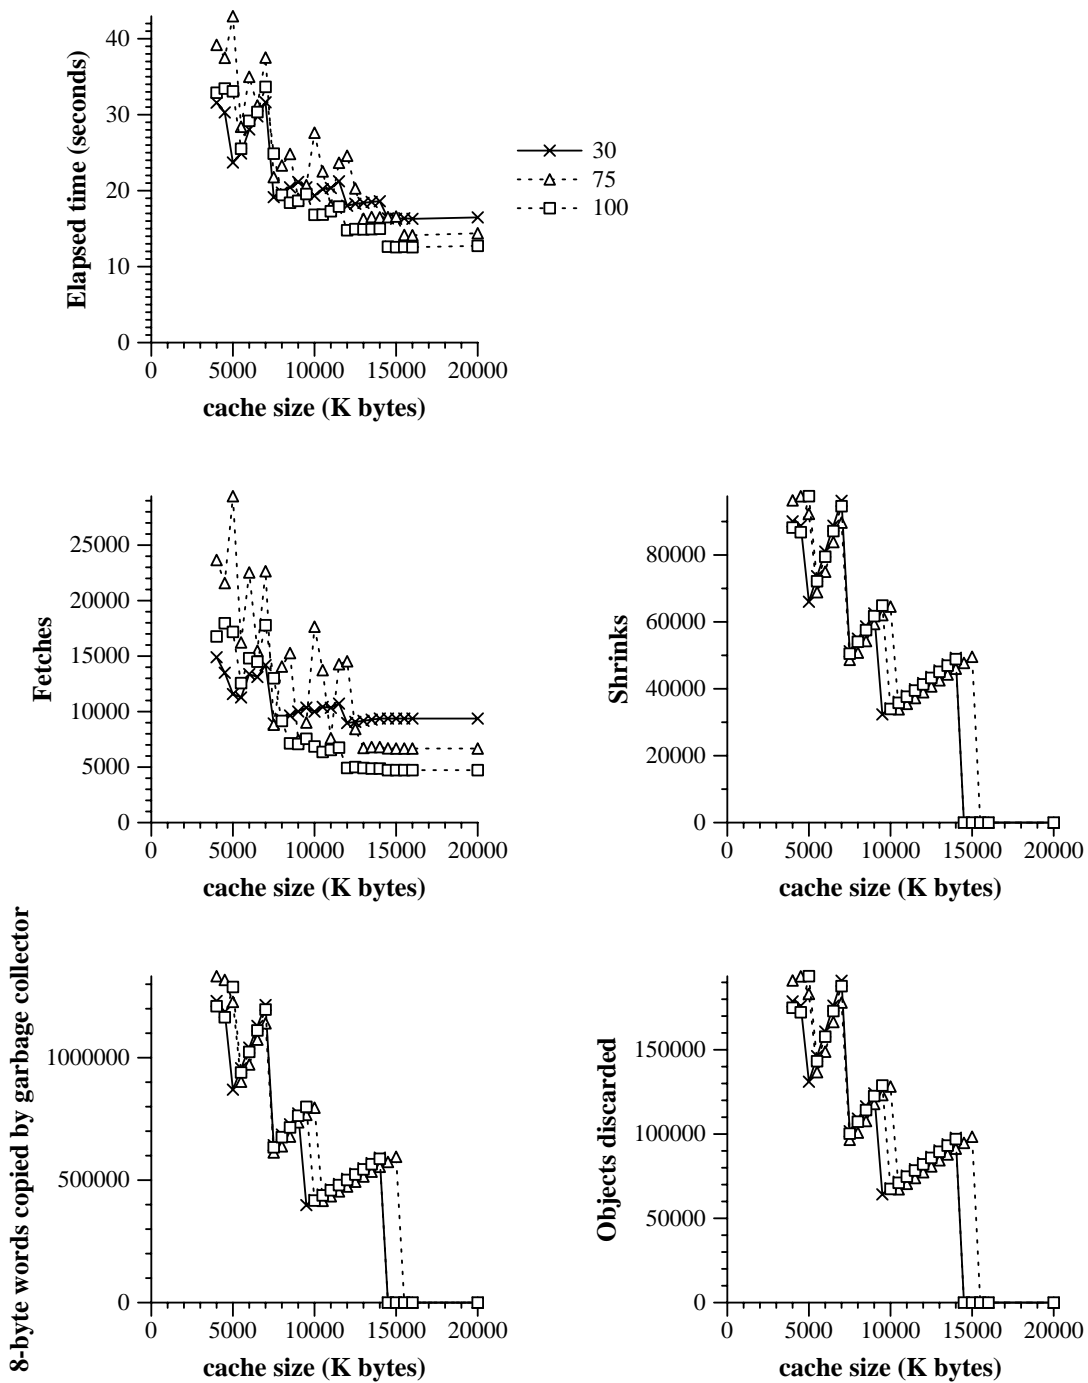 Elapsed time (seconds)
40
30
20
10
0
0 5000 10000 15000 20000
cache size (K bytes)
30
75
100
Fetches
25000
20000
15000
10000
5000
0
0 5000 10000 15000 20000
cache size (K bytes)
Shrinks
80000
60000
40000
20000
0
0 5000 10000 15000 20000
cache size (K bytes)
8-byte words copied by garbage collector
1000000
500000
0
0 5000 10000 15000 20000
cache size (K bytes)
Objects discarded
150000
100000
50000
0
0 5000 10000 15000 20000
cache size (K bytes)